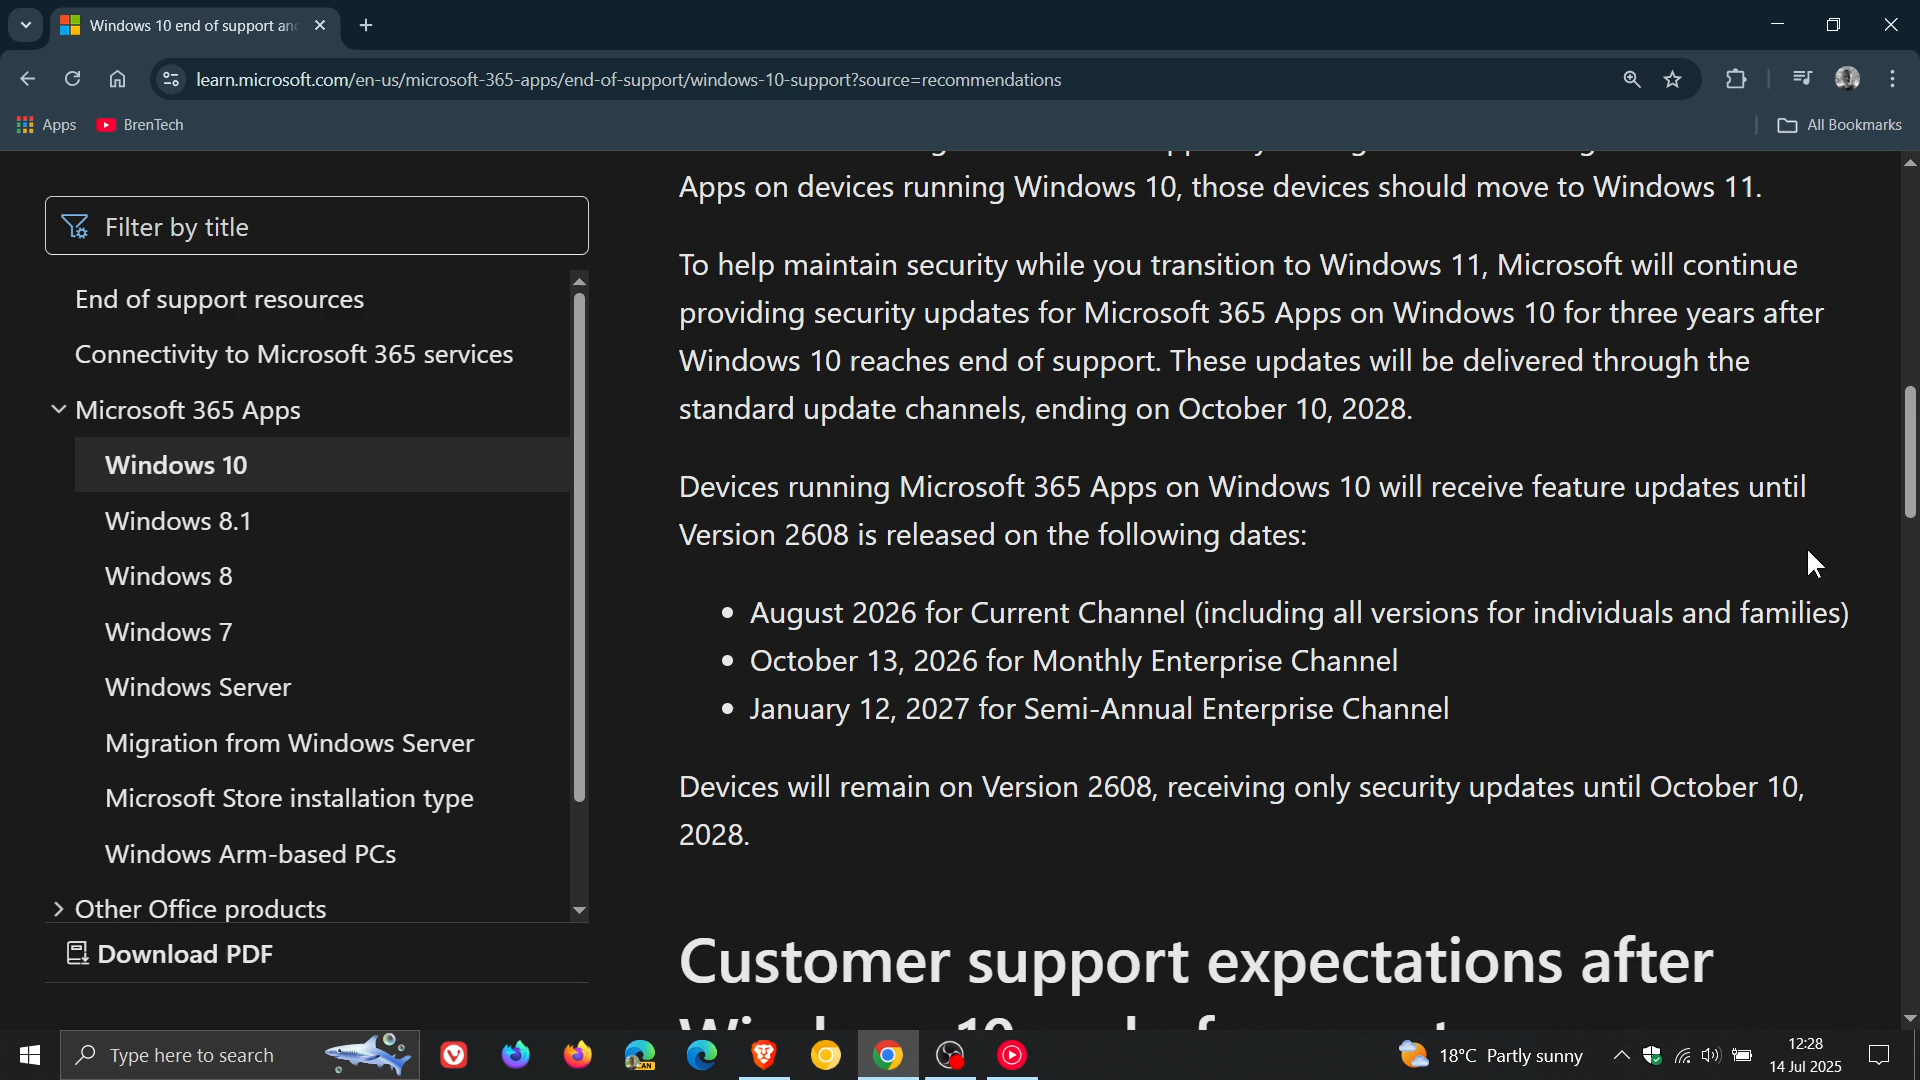 Windows 10 end of support an
learn.microsoft.com/en-us/microsoft-365-apps/end-of-support/windows-10-support?source=recommendations
Apps
BrenTech
All Bookmarks
Filter by title
End of support resources
Connectivity to Microsoft 365 services
Microsoft 365 Apps
Windows 10
Windows 8.1
Windows 8
Windows 7
Windows Server
Migration from Windows Server
Microsoft Store installation type
Windows Arm-based PCs
Other Office products
Download PDF
Apps on devices running Windows 10, those devices should move to Windows 11.
To help maintain security while you transition to Windows 11, Microsoft will continue
providing security updates for Microsoft 365 Apps on Windows 10 for three years after
Windows 10 reaches end of support. These updates will be delivered through the
standard update channels, ending on October 10, 2028.
Devices running Microsoft 365 Apps on Windows 10 will receive feature updates until
Version 2608 is released on the following dates:
• August 2026 for Current Channel (including all versions for individuals and families)
• October 13, 2026 for Monthly Enterprise Channel
• January 12, 2027 for Semi-Annual Enterprise Channel
Devices will remain on Version 2608, receiving only security updates until October 10,
2028.
Customer support expectations after
Type here to search
CAN
18°C Partly sunny
12:28
14 Jul 2025